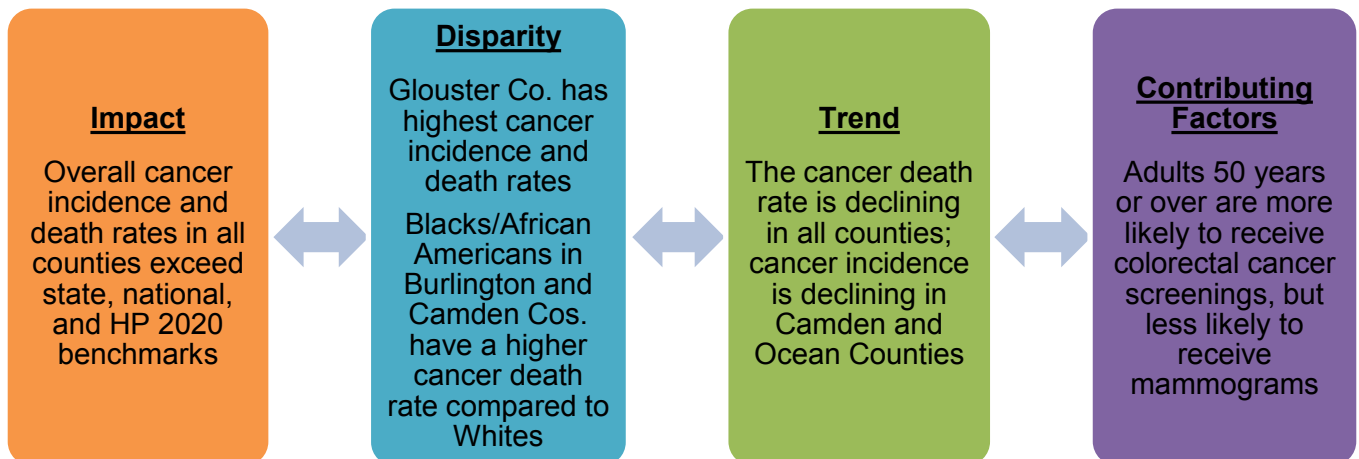 Impact
Overall cancer
incidence and
death rates in all
counties exceed
state, national,
and HP 2020
benchmarks
Disparity
Glouster Co. has
highest cancer
incidence and
death rates
Blacks/African
Americans in
Burlington and
Camden Cos.
have a higher
cancer death
rate compared to
Whites
Trend
The cancer death
rate is declining
in all counties;
cancer incidence
is declining in
Camden and
Ocean Counties
Contributing
Factors
Adults 50 years
or over are more
likely to receive
colorectal cancer
screenings, but
less likely to
receive
mammograms